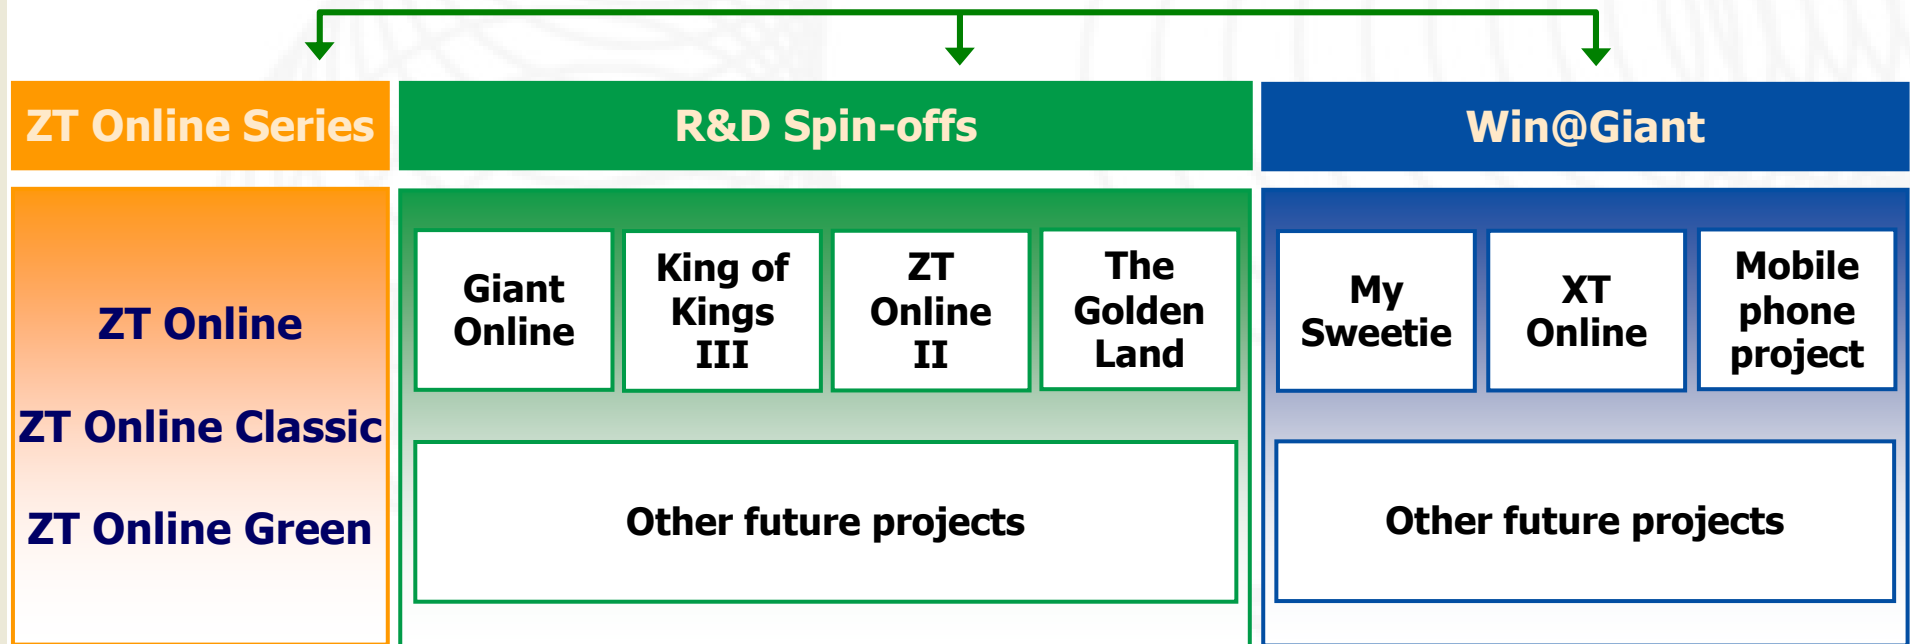 ZT Online Series
R&D Spin-offs
Win@Giant
ZT Online
ZT Online Classic
ZT Online Green
Giant
Online
King of
Kings
III
ZT
Online
II
The
Golden
Land
Other future projects
My
Sweetie
XT
Online
Mobile
phone
project
Other future projects